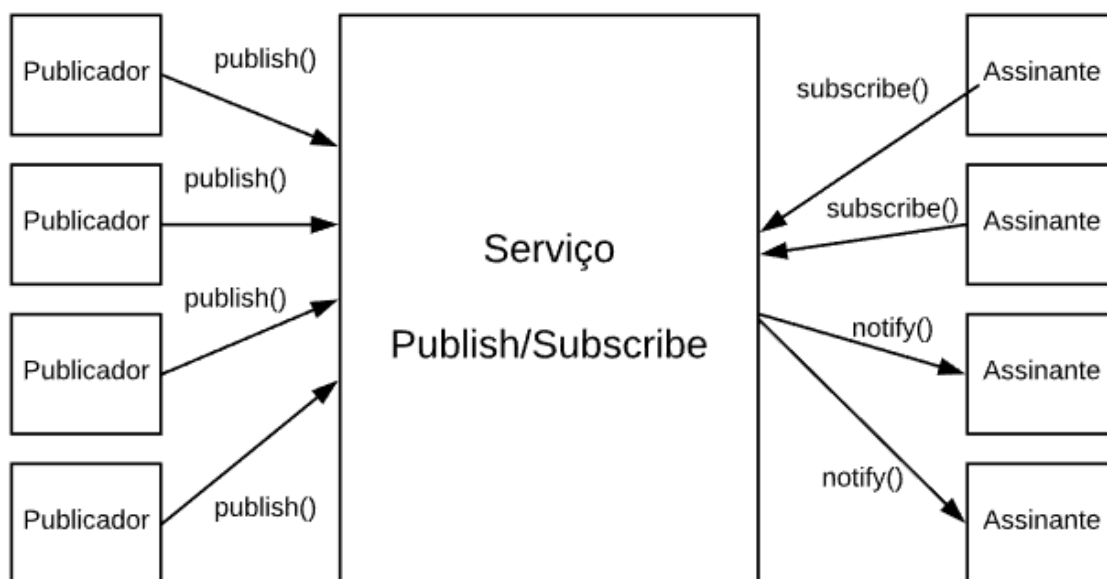 Publicador
publish()
Assinante
subscribe()
Publicador
publish()
Assinante
subscribe()
Serviço
Publish/Subscribe
Publicador
publish()
notify()
Assinante
Publicador
publish()
notify()
Assinante